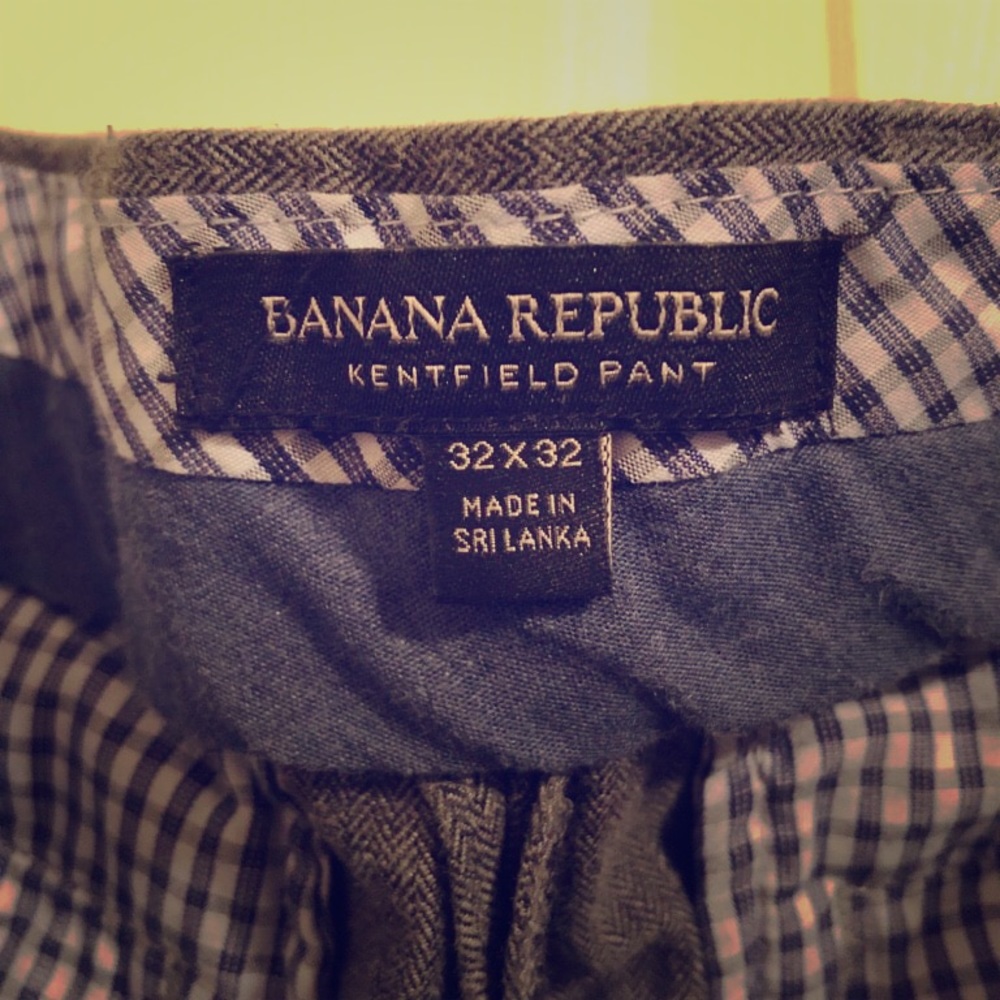 BANANA REPUBLIC
KENTFIELD PANT
32X32
MADE IN
SRI LANKA